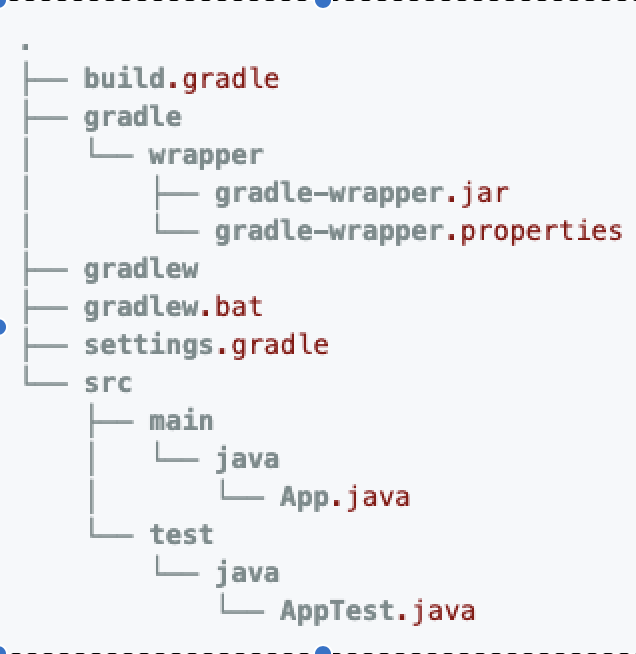 .
├── build.gradle
├── gradle
│   └── wrapper
│       ├── gradle-wrapper.jar
│       └── gradle-wrapper.properties
├── gradlew
├── gradlew.bat
├── settings.gradle
└── src
    ├── main
    │   └── java
    │       └── App.java
    └── test
        └── java
            └── AppTest.java